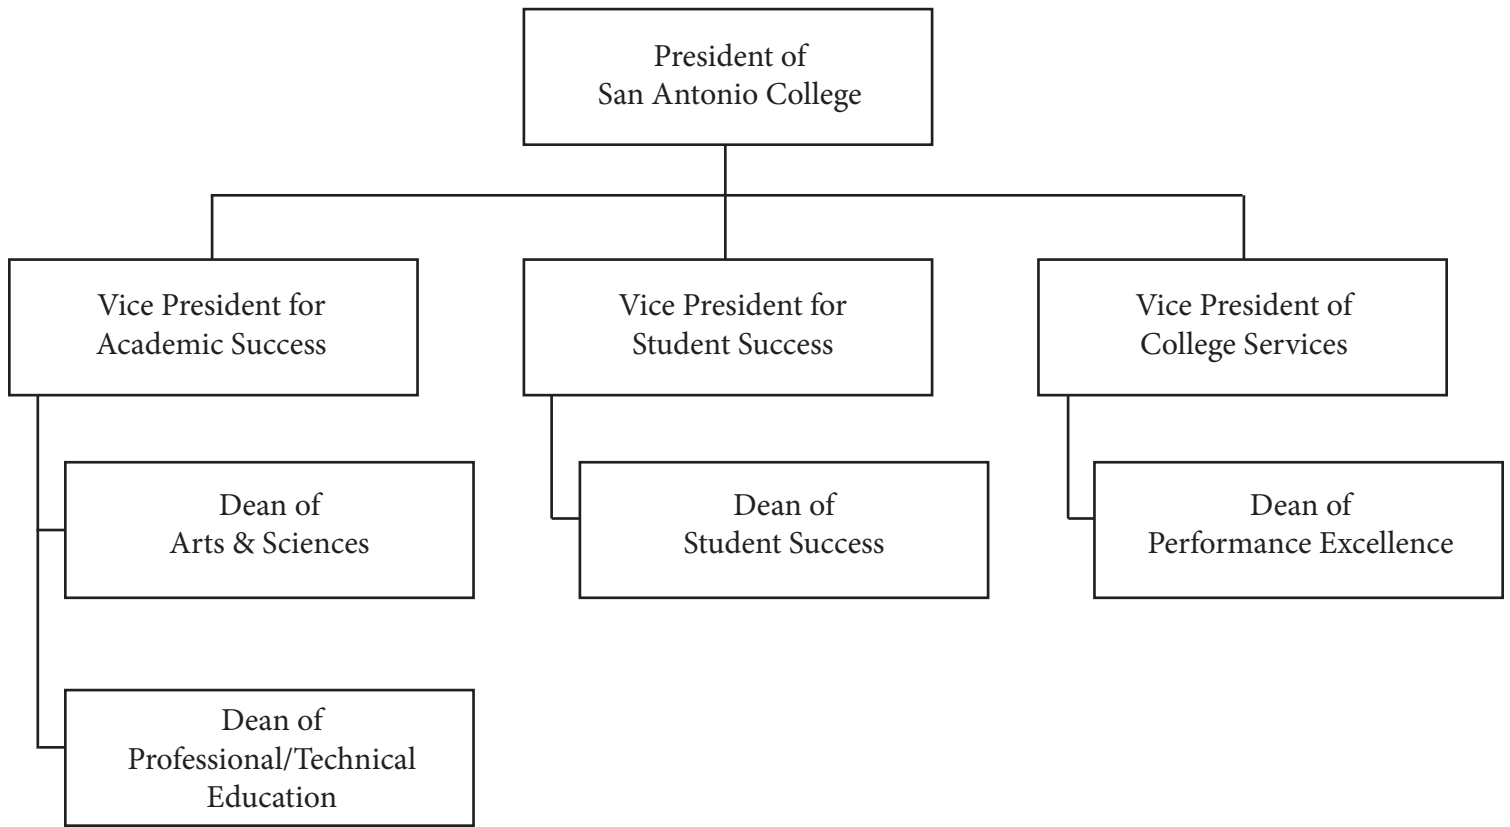 President of
San Antonio College
Vice President for
Academic Success
Vice President for
Student Success
Vice President of
College Services
Dean of
Arts & Sciences
Dean of
Student Success
Dean of
Performance Excellence
Dean of
Professional/Technical
Education